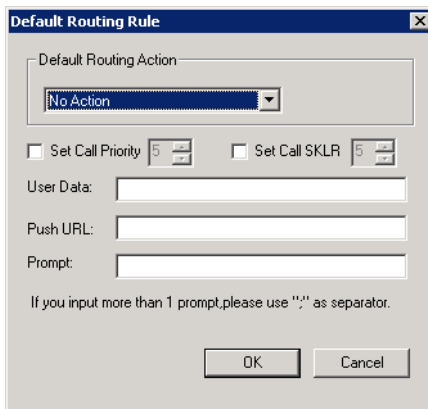 Default Routing Rule
Default Routing Action
No Action
Set Call Priority 5 Set Call SKLR 5
User Data:
Push URL:
Prompt:
If you input more than 1 prompt,please use ";" as separator.
OK Cancel